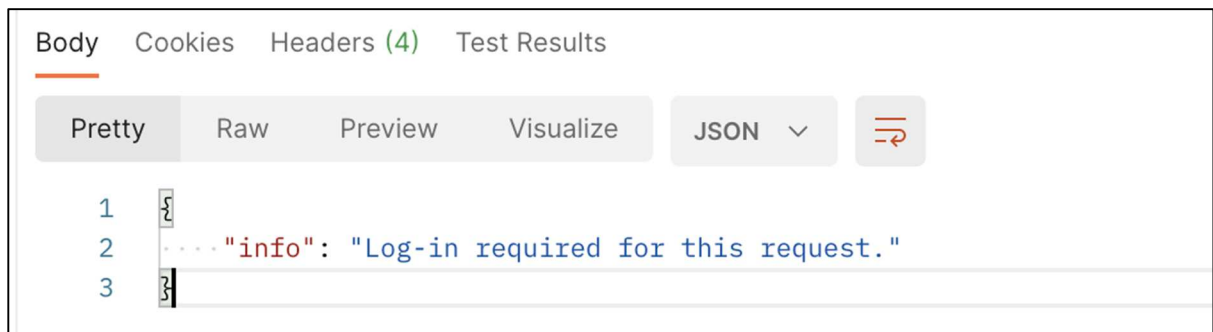 Body Cookies Headers (4) Test Results
Pretty Raw Preview Visualize JSON
1 {
2 "info": "Log-in required for this request."
3 }